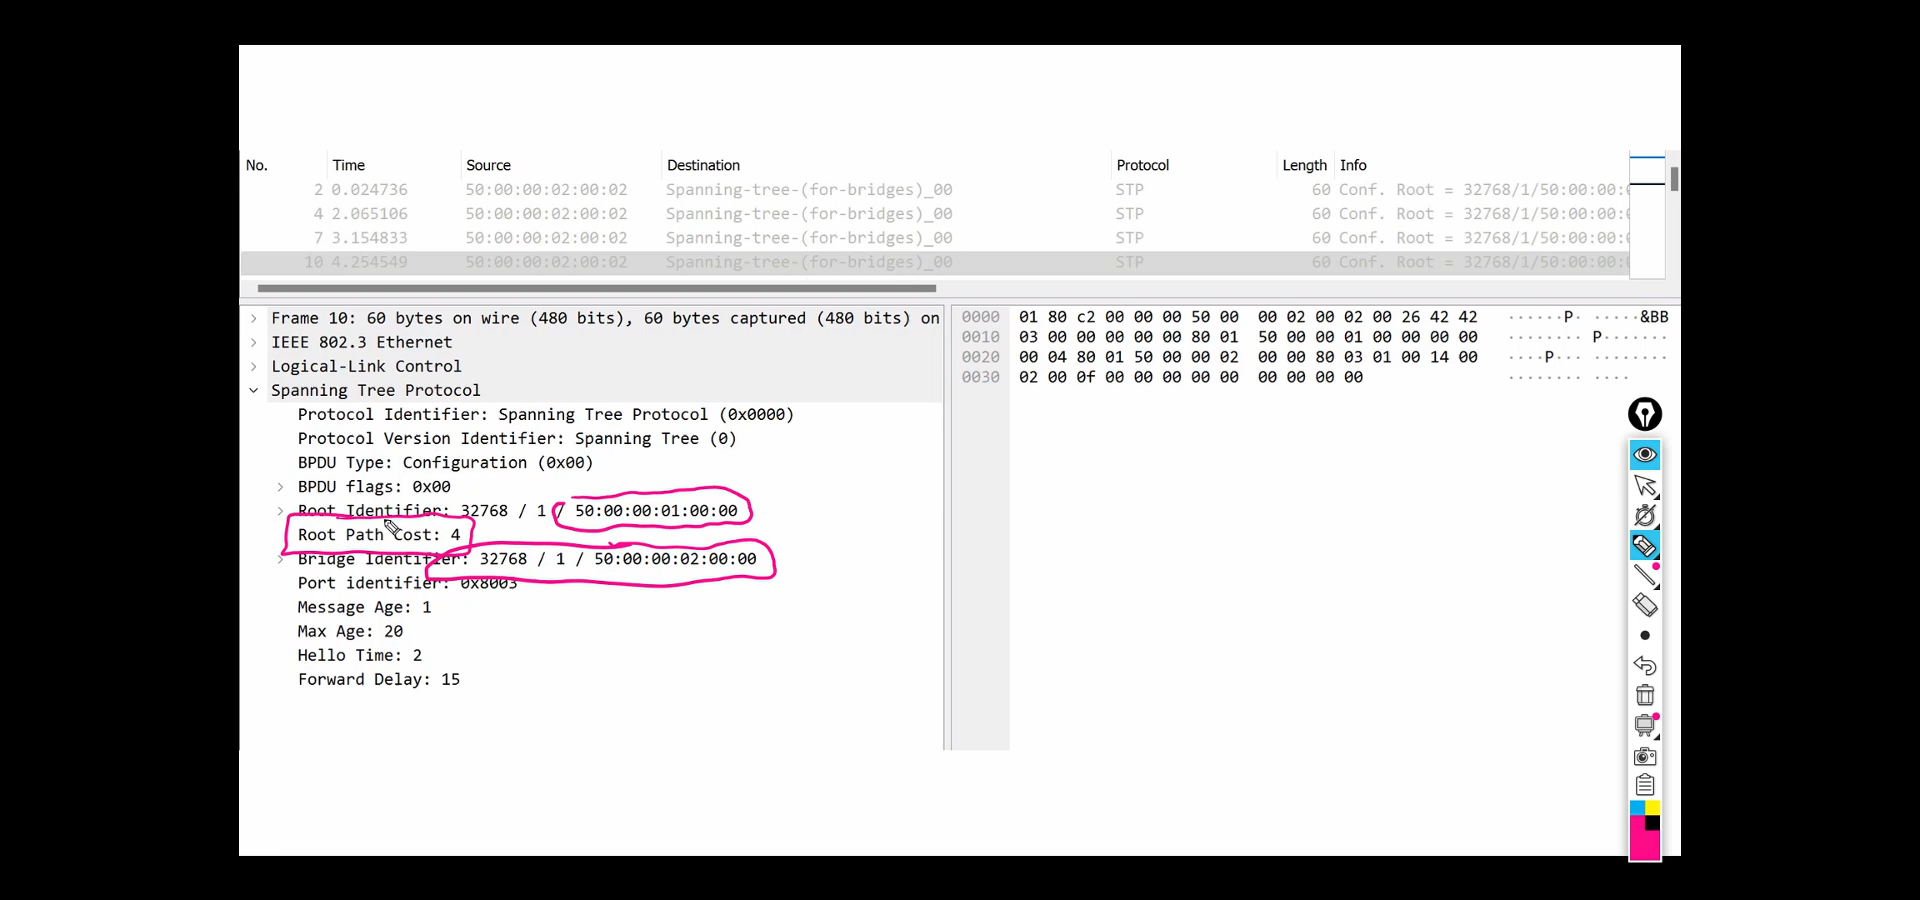 No. Time Source Destination Protocol Length Info
2 0.024736 50:00:00:02:00:02 Spanning-tree-(for-bridges)_00 STP 60 Conf. Root = 32768/1/50:00:00:
4 2.065106 50:00:00:02:00:02 Spanning-tree-(for-bridges)_00 STP 60 Conf. Root = 32768/1/50:00:00:
7 3.154833 50:00:00:02:00:02 Spanning-tree-(for-bridges)_00 STP 60 Conf. Root = 32768/1/50:00:00:
10 4.254549 50:00:00:02:00:02 Spanning-tree-(for-bridges)_00 STP 60 Conf. Root = 32768/1/50:00:00:
Frame 10: 60 bytes on wire (480 bits), 60 bytes captured (480 bits) on
IEEE 802.3 Ethernet
Logical-Link Control
Spanning Tree Protocol
Protocol Identifier: Spanning Tree Protocol (0x0000)
Protocol Version Identifier: Spanning Tree (0)
BPDU Type: Configuration (0x00)
BPDU flags: 0x00
Root Identifier: 32768 / 1 / 50:00:00:01:00:00
Root Path Cost: 4
Bridge Identifier: 32768 / 1 / 50:00:00:02:00:00
Port identifier: 0x8003
Message Age: 1
Max Age: 20
Hello Time: 2
Forward Delay: 15
0000 01 80 c2 00 00 00 50 00 00 02 00 02 00 26 42 42 ······P· ·····&BB
0010 03 00 00 00 00 00 80 01 50 00 00 01 00 00 00 00 ········ P·······
0020 00 04 80 01 50 00 00 02 00 00 80 03 01 00 14 00 ····P··· ········
0030 02 00 0f 00 00 00 00 00 00 00 00 00 ········ ····